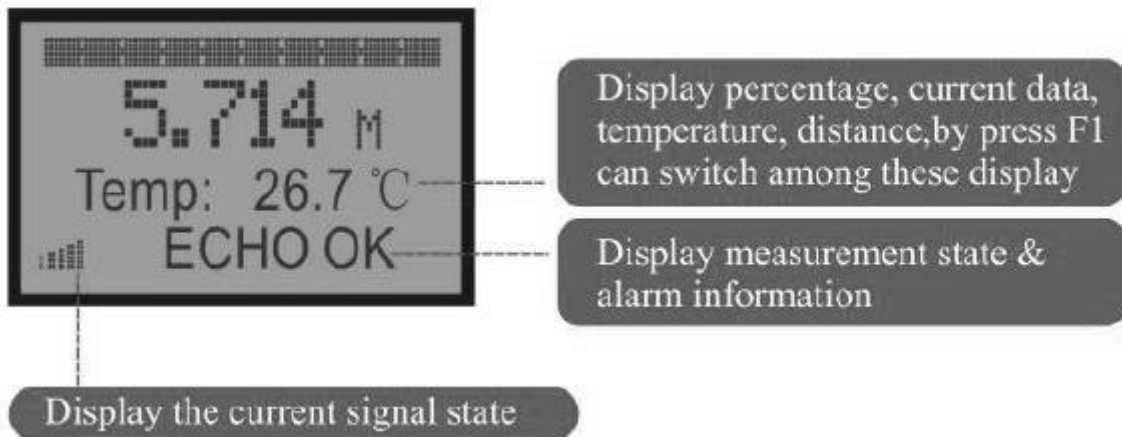 5.714 M
Temp: 26.7 ℃
ECHO OK
Display percentage, current data,
temperature, distance,by press F1
can switch among these display
Display measurement state &
alarm information
Display the current signal state